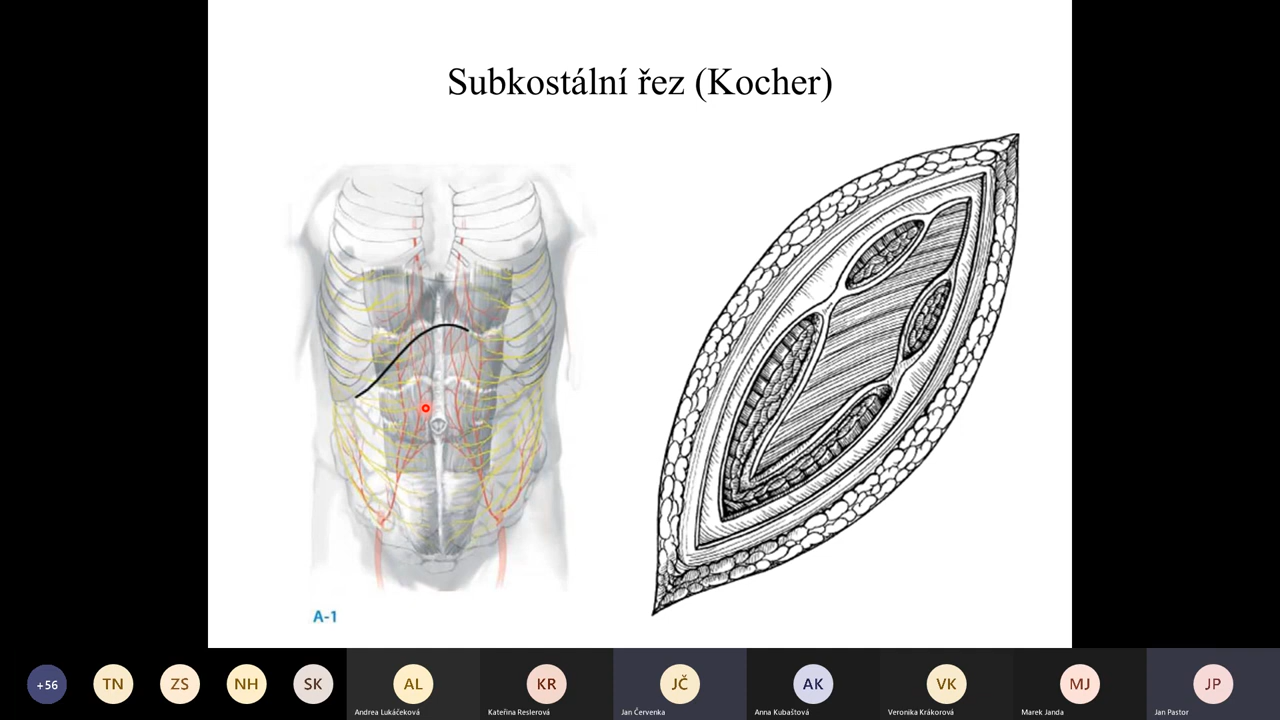 Subkostální řez (Kocher)
A-1
+56
TN
ZS
NH
SK
AL
KR
JČ
AK
VK
MJ
JP
Andrea Lukáčeková
Kateřina Reslerová
Jan Červenka
Anna Kubaštová
Veronika Krákorová
Marek Janda
Jan Pastor